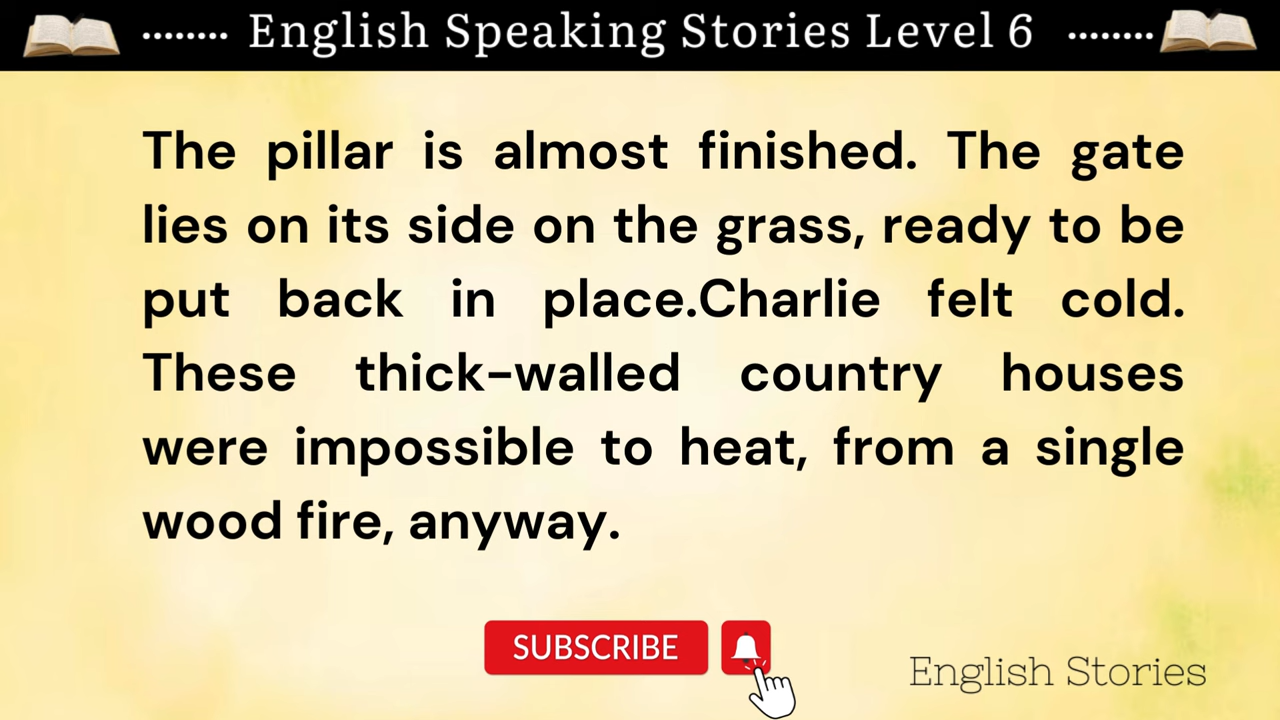 ........ English Speaking Stories Level 6 ........
The pillar is almost finished. The gate
lies on its side on the grass, ready to be
put back in place.Charlie felt cold.
These thick-walled country houses
were impossible to heat, from a single
wood fire, anyway.
SUBSCRIBE
English Stories